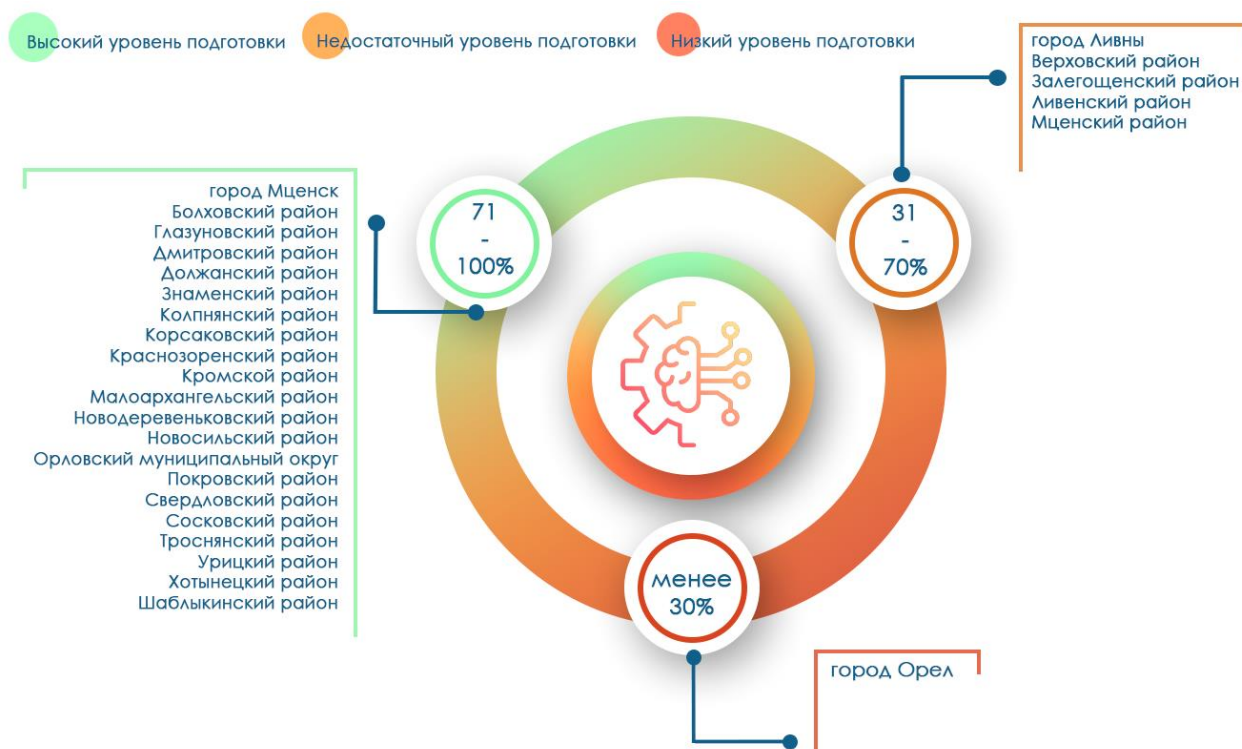 Высокий уровень подготовки
Недостаточный уровень подготовки
Низкий уровень подготовки
город Ливны
Верховский район
Залегощенский район
Ливенский район
Мценский район
город Мценск
Болховский район
Глазуновский район
Дмитровский район
Должанский район
Знаменский район
Колпнянский район
Корсаковский район
Краснозоренский район
Кромской район
Малоархангельский район
Новодеревеньковский район
Новосильский район
Орловский муниципальный округ
Покровский район
Свердловский район
Сосковский район
Троснянский район
Урицкий район
Хотынецкий район
Шаблыкинский район
71
-
100%
31
-
70%
менее
30%
город Орел